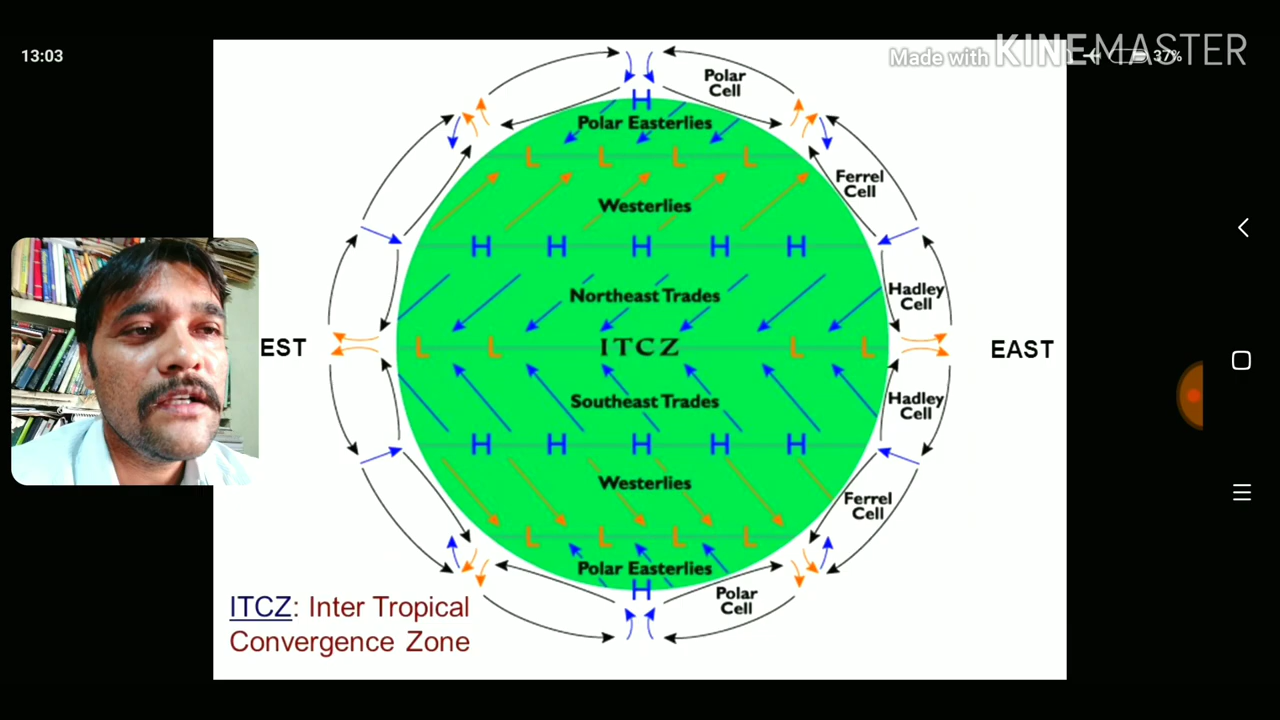 13:03
Made with KINEMASTER
37%
Polar
Cell
H
Polar Easterlies
L L L L
Ferrel
Cell
Westerlies
H H H H H
Northeast Trades
Hadley
Cell
EST
L L ITCZ L L
EAST
Southeast Trades
Hadley
Cell
H H H H H
Westerlies
Ferrel
Cell
L L L L
Polar Easterlies
H
Polar
Cell
ITCZ: Inter Tropical
Convergence Zone